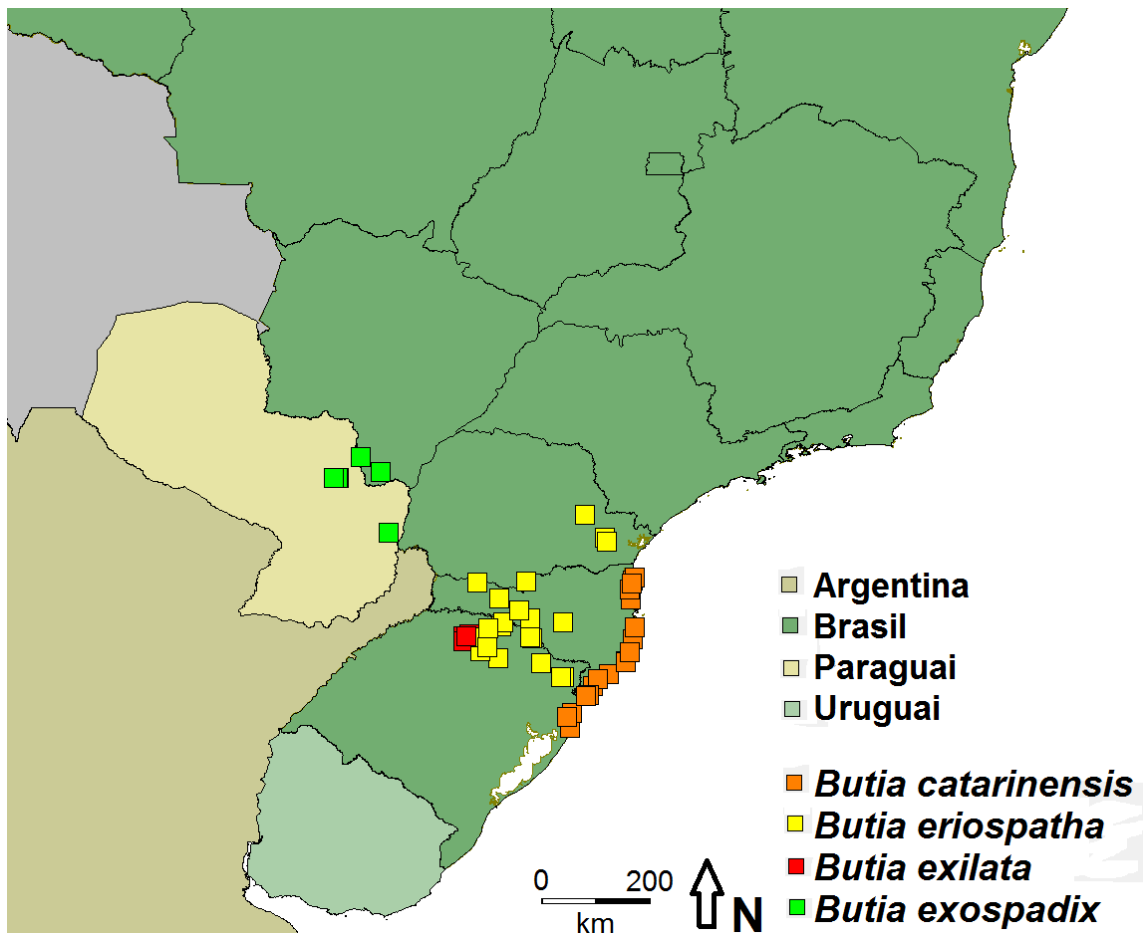 Argentina
Brasil
Paraguai
Uruguai
Butia catarinensis
Butia eriospatha
Butia exilata
Butia exospadix
0 200
km
N